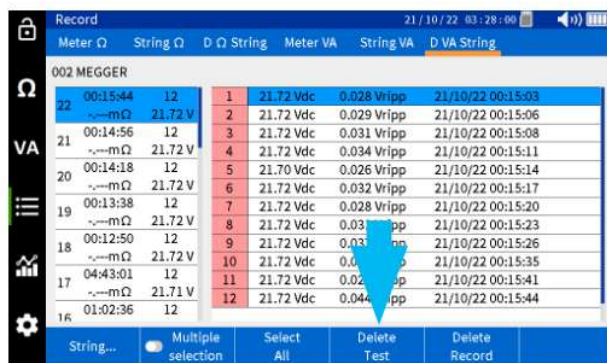 Record 21/10/22 03:28:00
Meter Ω String Ω D Ω String Meter VA String VA D VA String
002 MEGGER
Ω
VA
22 00:15:44 12
-.---mΩ 21.72 V
21 00:14:56 12
-.---mΩ 21.72 V
20 00:14:18 12
-.---mΩ 21.72 V
19 00:13:38 12
-.---mΩ 21.72 V
18 00:12:50 12
-.---mΩ 21.72 V
17 04:43:01 12
-.---mΩ 21.71 V
16 01:02:36 12
1 21.72 Vdc 0.028 Vripp 21/10/22 00:15:03
2 21.72 Vdc 0.029 Vripp 21/10/22 00:15:06
3 21.72 Vdc 0.031 Vripp 21/10/22 00:15:08
4 21.72 Vdc 0.034 Vripp 21/10/22 00:15:11
5 21.70 Vdc 0.026 Vripp 21/10/22 00:15:14
6 21.72 Vdc 0.032 Vripp 21/10/22 00:15:17
7 21.72 Vdc 0.028 Vripp 21/10/22 00:15:20
8 21.72 Vdc 21/10/22 00:15:23
9 21.72 Vdc 21/10/22 00:15:26
10 21.72 Vdc 21/10/22 00:15:35
11 21.72 Vdc 21/10/22 00:15:41
12 21.72 Vdc 21/10/22 00:15:44
String... Multiple selection Select All Delete Test Delete Record